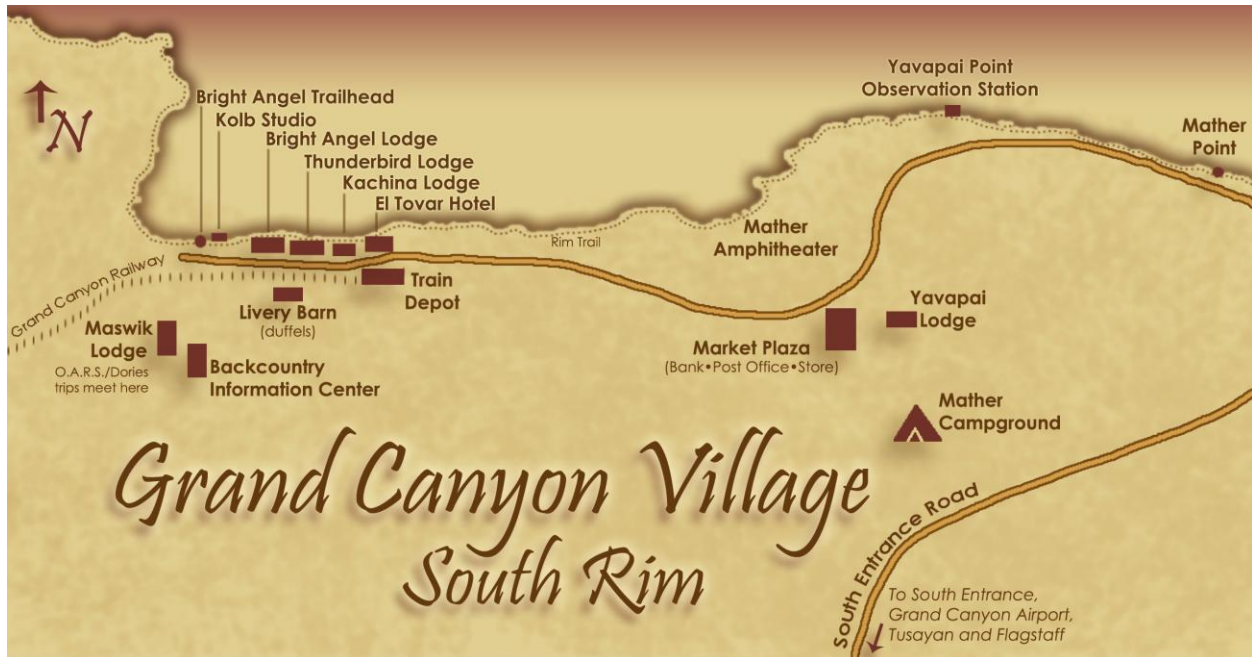 Yavapai Point
Observation Station
Mather
Point
N
Bright Angel Trailhead
Kolb Studio
Bright Angel Lodge
Thunderbird Lodge
Kachina Lodge
El Tovar Hotel
Mather
Amphitheater
Rim Trail
Grand Canyon Railway
Train
Depot
Livery Barn
(duffels)
Yavapai
Lodge
Maswik
Lodge
O.A.R.S./Dories
trips meet here
Backcountry
Information Center
Market Plaza
(Bank•Post Office•Store)
Mather
Campground
Grand Canyon Village
South Rim
South Entrance Road
To South Entrance,
Grand Canyon Airport,
Tusayan and Flagstaff